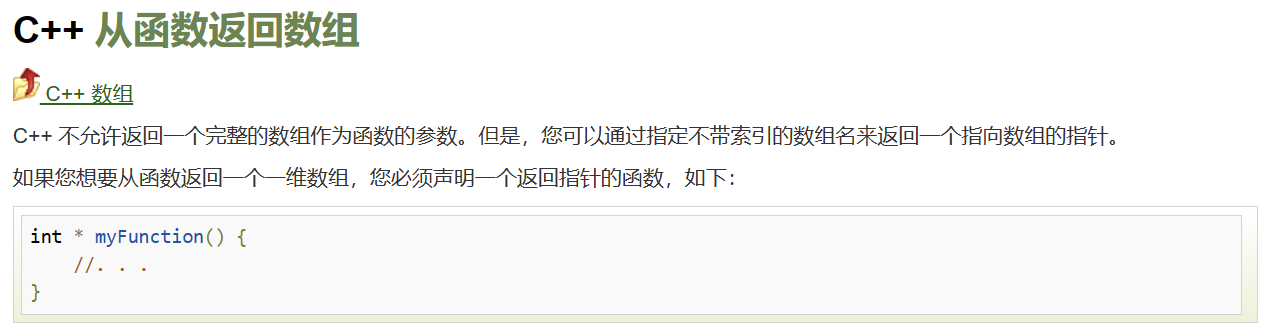 C++ 从函数返回数组
C++ 数组
C++ 不允许返回一个完整的数组作为函数的参数。但是，您可以通过指定不带索引的数组名来返回一个指向数组的指针。
如果您想要从函数返回一个一维数组，您必须声明一个返回指针的函数，如下：
int * myFunction() {
    //. . .
}